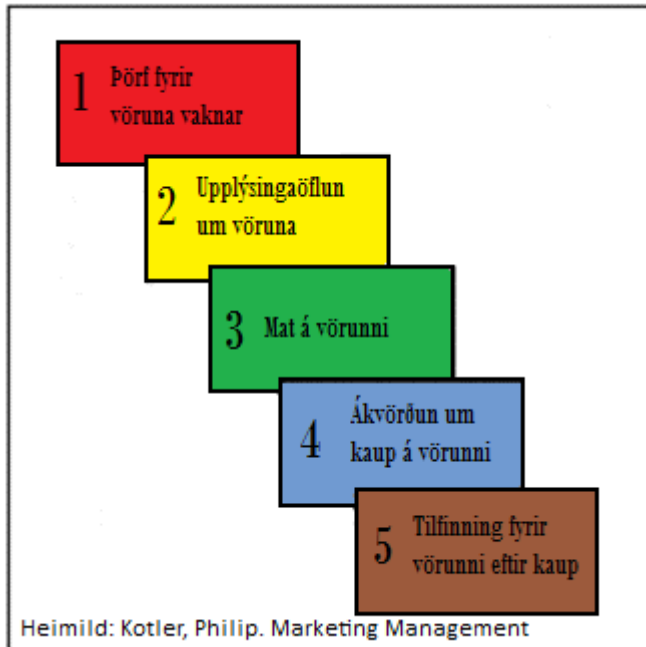 1 Þörf fyrir
vöruna vaknar
2 Upplýsingaöflun
um vöruna
3 Mat á vörunni
4 Ákvörðun um
kaup á vörunni
5 Tilfinning fyrir
vörunni eftir kaup
Heimild: Kotler, Philip. Marketing Management